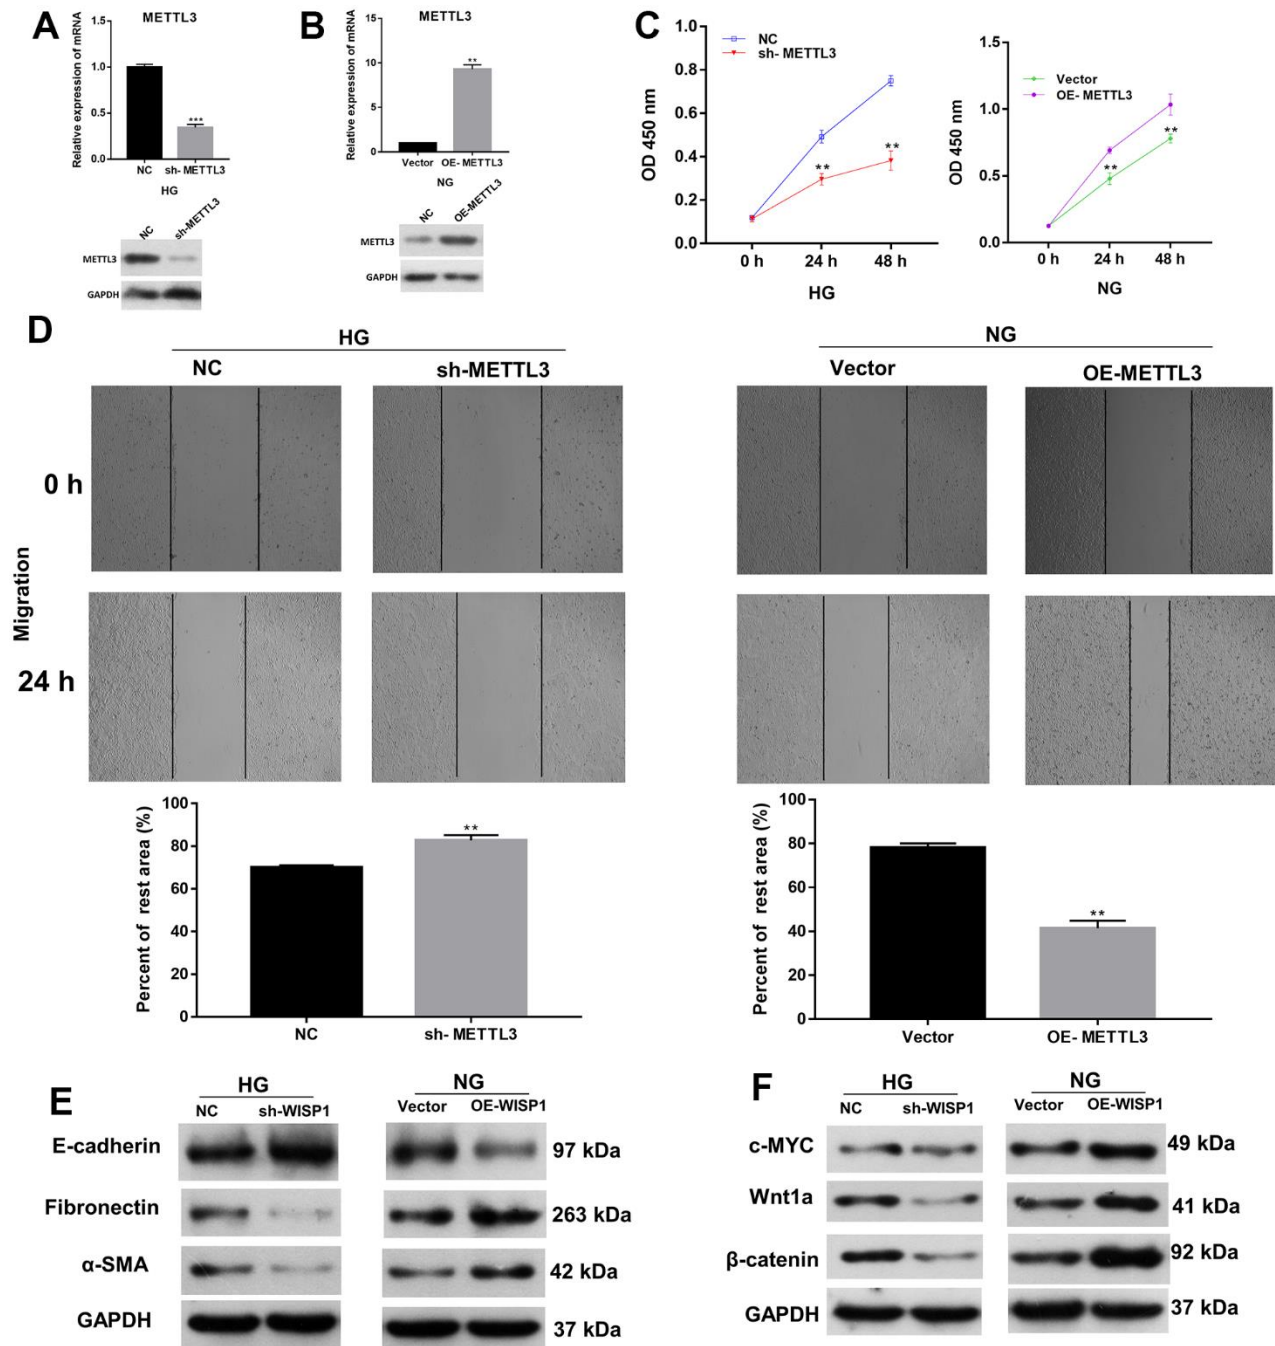 A
METTL3
Relative expression of mRNA
1.5
1.0
0.5
0.0
***
NC
sh- METTL3
HG
NC
sh-METTL3
METTL3
GAPDH
B
METTL3
Relative expression of mRNA
15
10
5
0
**
Vector
OE- METTL3
NG
NC
OE-METTL3
METTL3
GAPDH
C
NC
sh- METTL3
OD 450 nm
0.8
0.6
0.4
0.2
0.0
**
**
0 h
24 h
48 h
HG
Vector
OE- METTL3
OD 450 nm
1.5
1.0
0.5
0.0
**
**
0 h
24 h
48 h
NG
D
HG
NC
sh-METTL3
NG
Vector
OE-METTL3
Migration
0 h
24 h
Percent of rest area (%)
100
80
60
40
20
0
**
NC
sh- METTL3
Percent of rest area (%)
100
80
60
40
20
0
**
Vector
OE- METTL3
E
HG
NC
sh-WISP1
NG
Vector
OE-WISP1
E-cadherin
97 kDa
Fibronectin
263 kDa
α-SMA
42 kDa
GAPDH
37 kDa
F
HG
NC
sh-WISP1
NG
Vector
OE-WISP1
c-MYC
49 kDa
Wnt1a
41 kDa
β-catenin
92 kDa
GAPDH
37 kDa